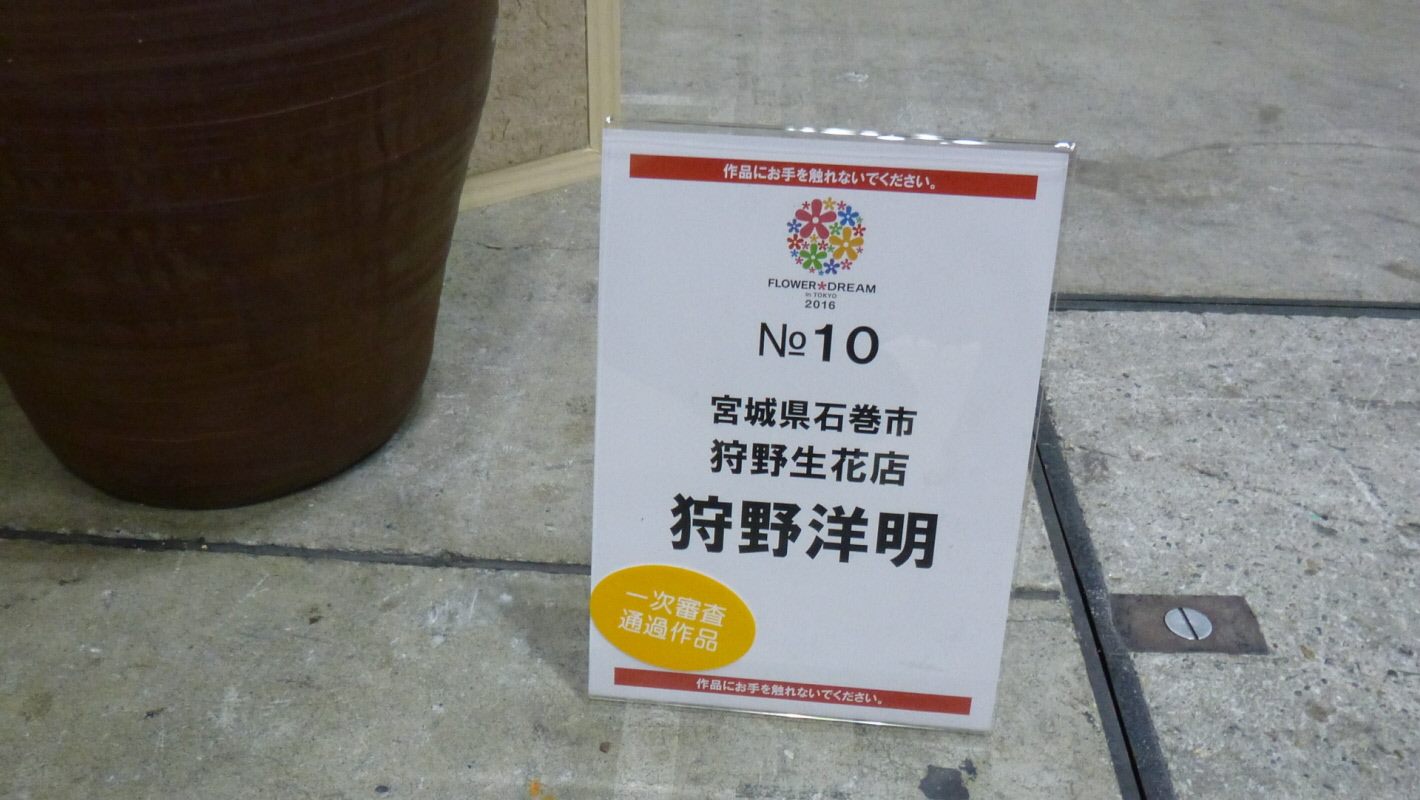 作品にお手を触れないでください。
FLOWER*DREAM
in TOKYO
2016
№10
宮城県石巻市
狩野生花店
狩野洋明
一次審査
通過作品
作品にお手を触れないでください。